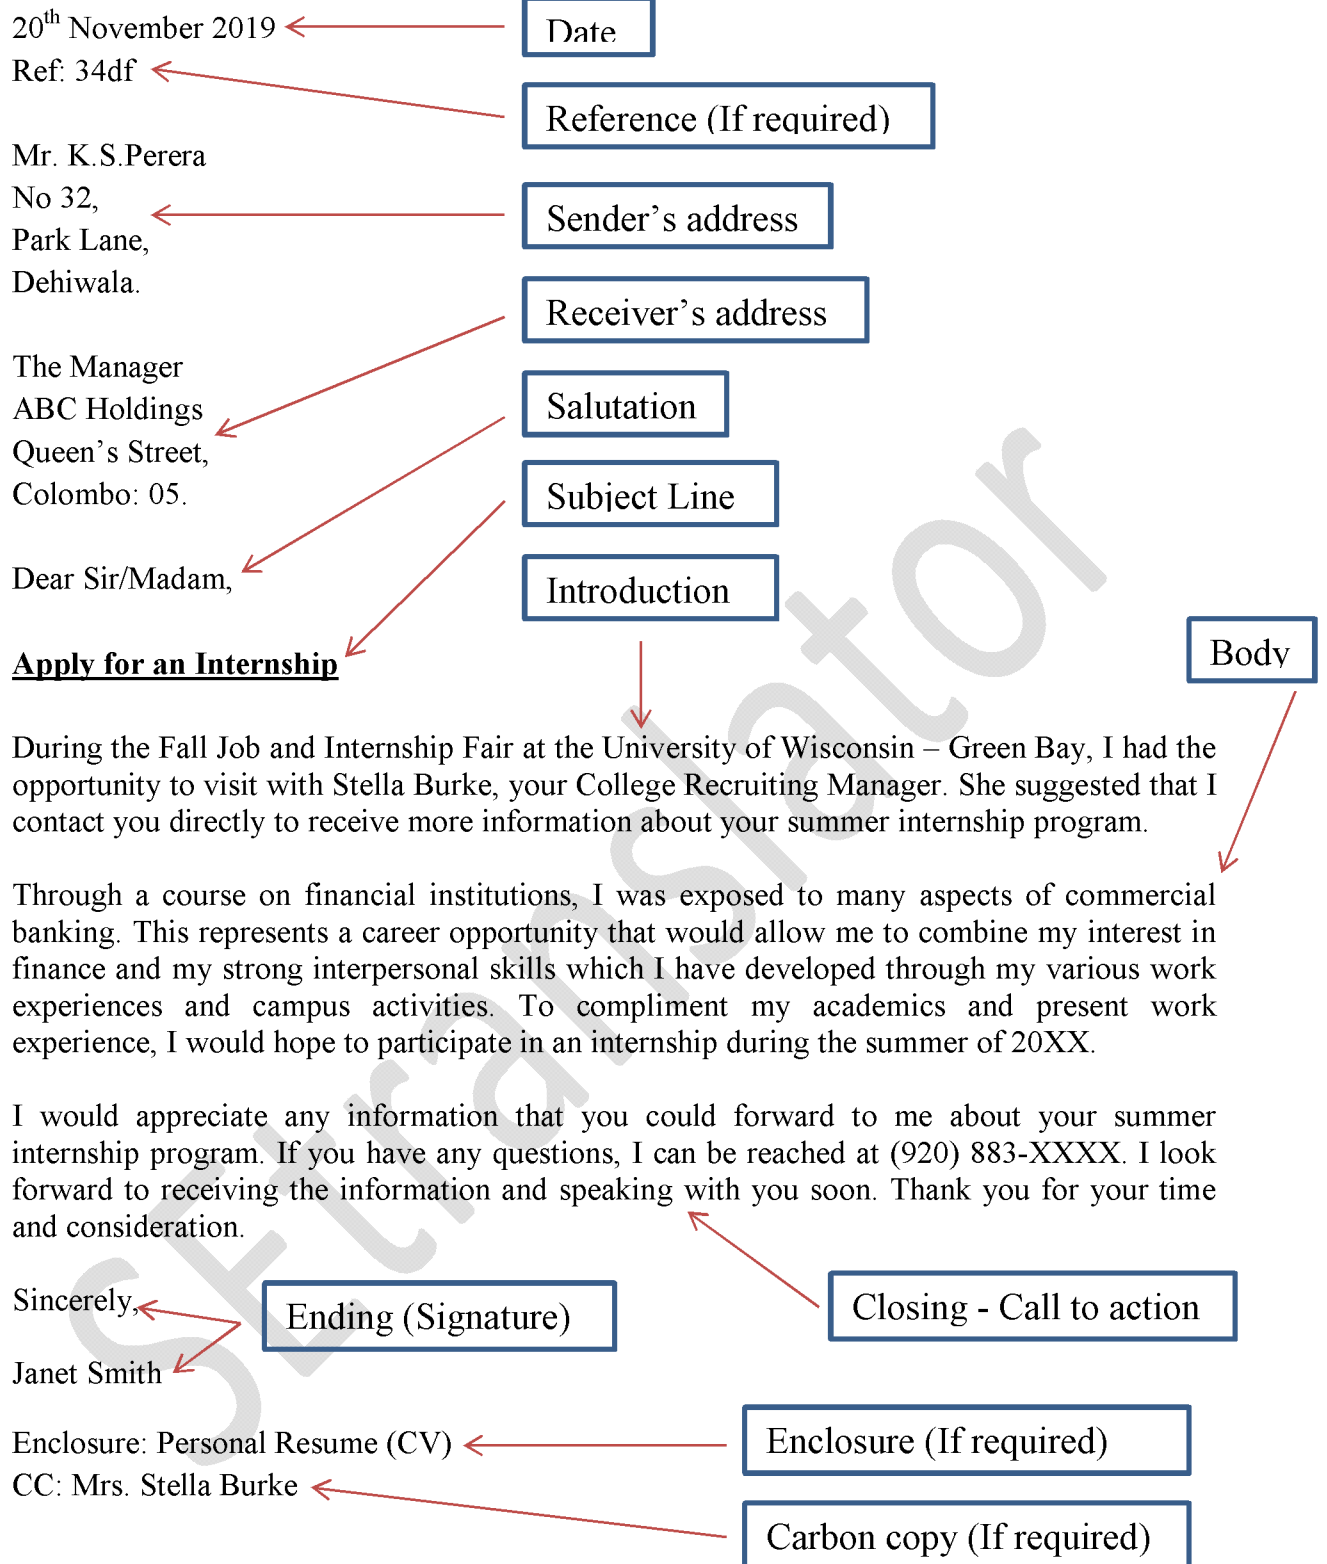 20th November 2019
Date
Ref: 34df
Reference (If required)
Mr. K.S.Perera
No 32,
Park Lane,
Dehiwala.
Sender’s address
Receiver’s address
The Manager
ABC Holdings
Queen’s Street,
Colombo: 05.
Salutation
Subject Line
Dear Sir/Madam,
Introduction
Apply for an Internship
Body
During the Fall Job and Internship Fair at the University of Wisconsin – Green Bay, I had the
opportunity to visit with Stella Burke, your College Recruiting Manager. She suggested that I
contact you directly to receive more information about your summer internship program.
Through a course on financial institutions, I was exposed to many aspects of commercial
banking. This represents a career opportunity that would allow me to combine my interest in
finance and my strong interpersonal skills which I have developed through my various work
experiences and campus activities. To compliment my academics and present work
experience, I would hope to participate in an internship during the summer of 20XX.
I would appreciate any information that you could forward to me about your summer
internship program. If you have any questions, I can be reached at (920) 883-XXXX. I look
forward to receiving the information and speaking with you soon. Thank you for your time
and consideration.
Sincerely,
Ending (Signature)
Closing - Call to action
Janet Smith
Enclosure: Personal Resume (CV)
Enclosure (If required)
CC: Mrs. Stella Burke
Carbon copy (If required)
SEtranslator